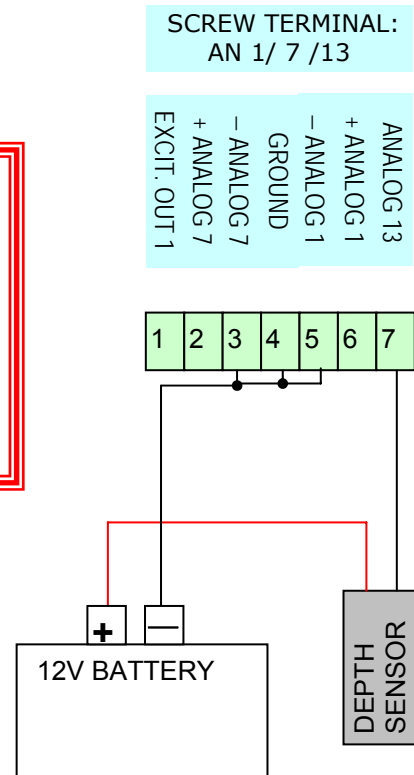 SCREW TERMINAL:
AN 1/ 7 /13
EXCIT. OUT 1
+ ANALOG 7
– ANALOG 7
GROUND
– ANALOG 1
+ ANALOG 1
ANALOG 13
1 2 3 4 5 6 7
+ —
12V BATTERY
DEPTH
SENSOR